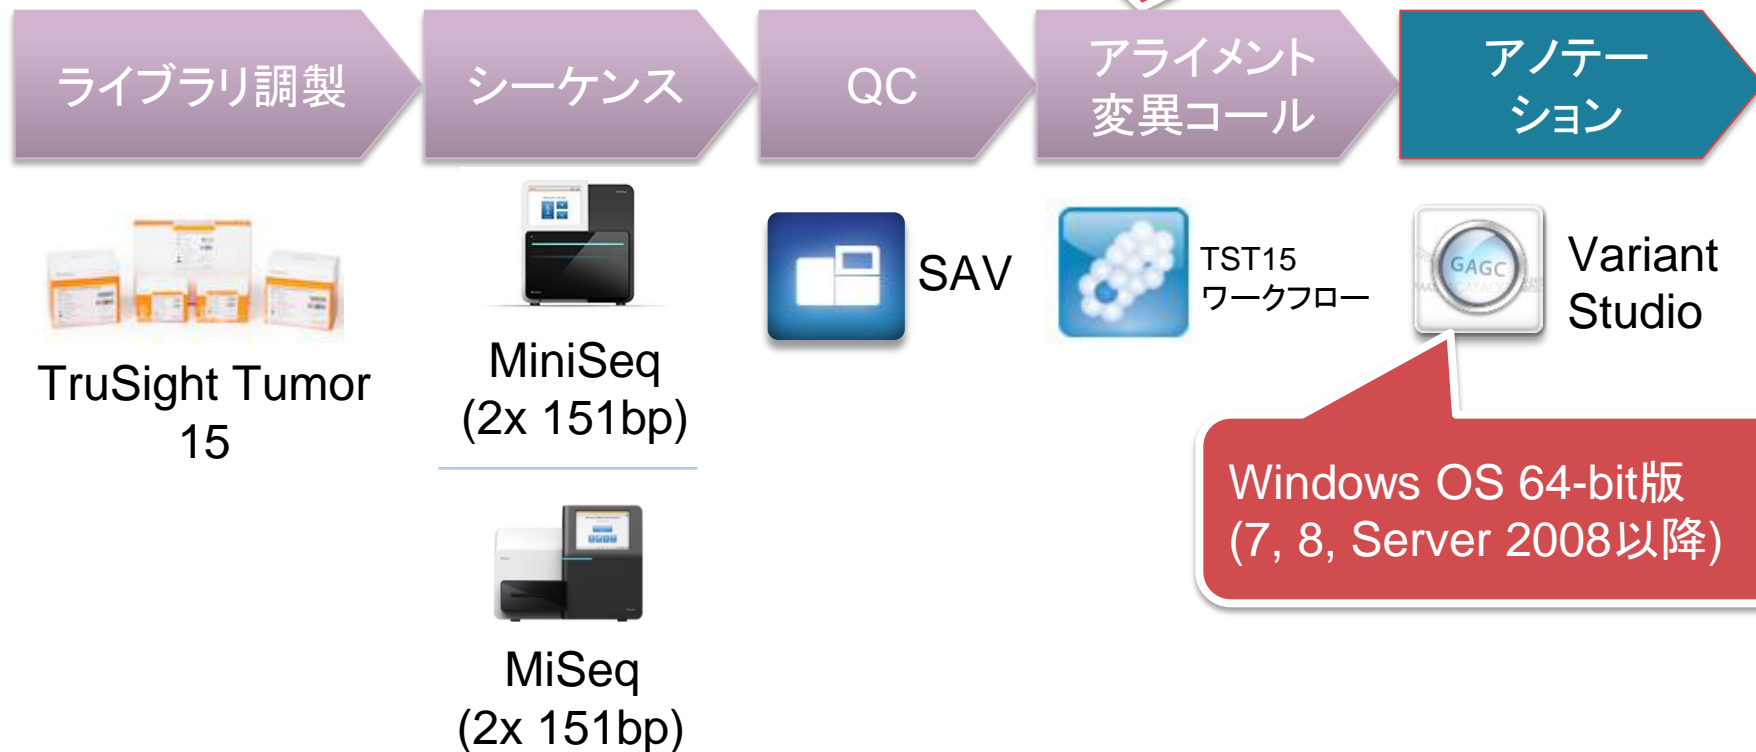 ライブラリ調製
シーケンス
QC
アライメント
変異コール
アノテー
ション
TruSight Tumor
15
MiniSeq
(2x 151bp)
MiSeq
(2x 151bp)
SAV
TST15
ワークフロー
GAGC
Variant
Studio
Windows OS 64-bit版
(7, 8, Server 2008以降)